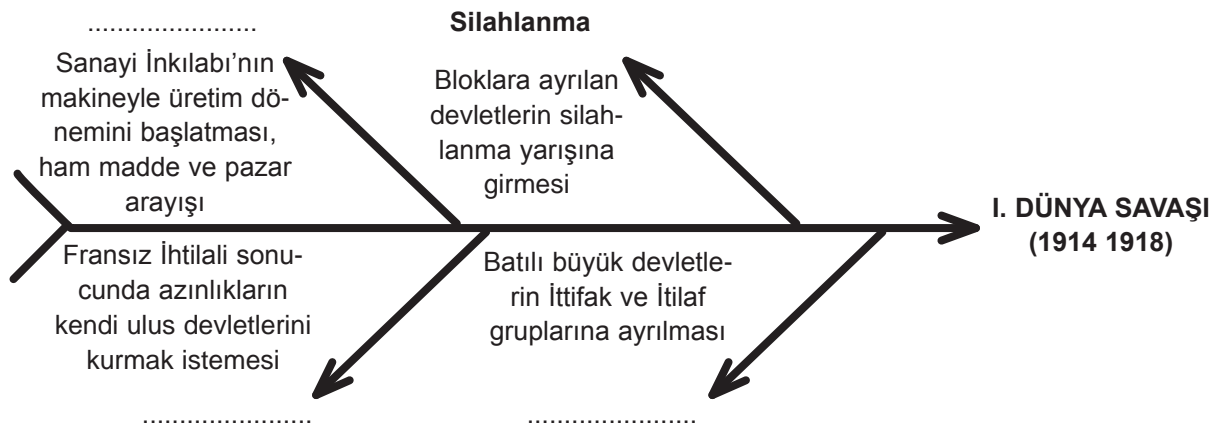 .......................
Sanayi İnkılabı’nın
makineyle üretim dö-
nemini başlatması,
ham madde ve pazar
arayışı
Silahlanma
Bloklara ayrılan
devletlerin silah-
lanma yarışına
girmesi
I. DÜNYA SAVAŞI
(1914 1918)
Fransız İhtilali sonu-
cunda azınlıkların
kendi ulus devletlerini
kurmak istemesi
.......................
Batılı büyük devletle-
rin İttifak ve İtilaf
gruplarına ayrılması
.......................